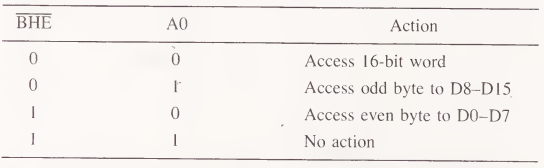 BHE A0 Action
0 0 Access 16-bit word
0 1 Access odd byte to D8–D15
1 0 Access even byte to D0–D7
1 1 No action